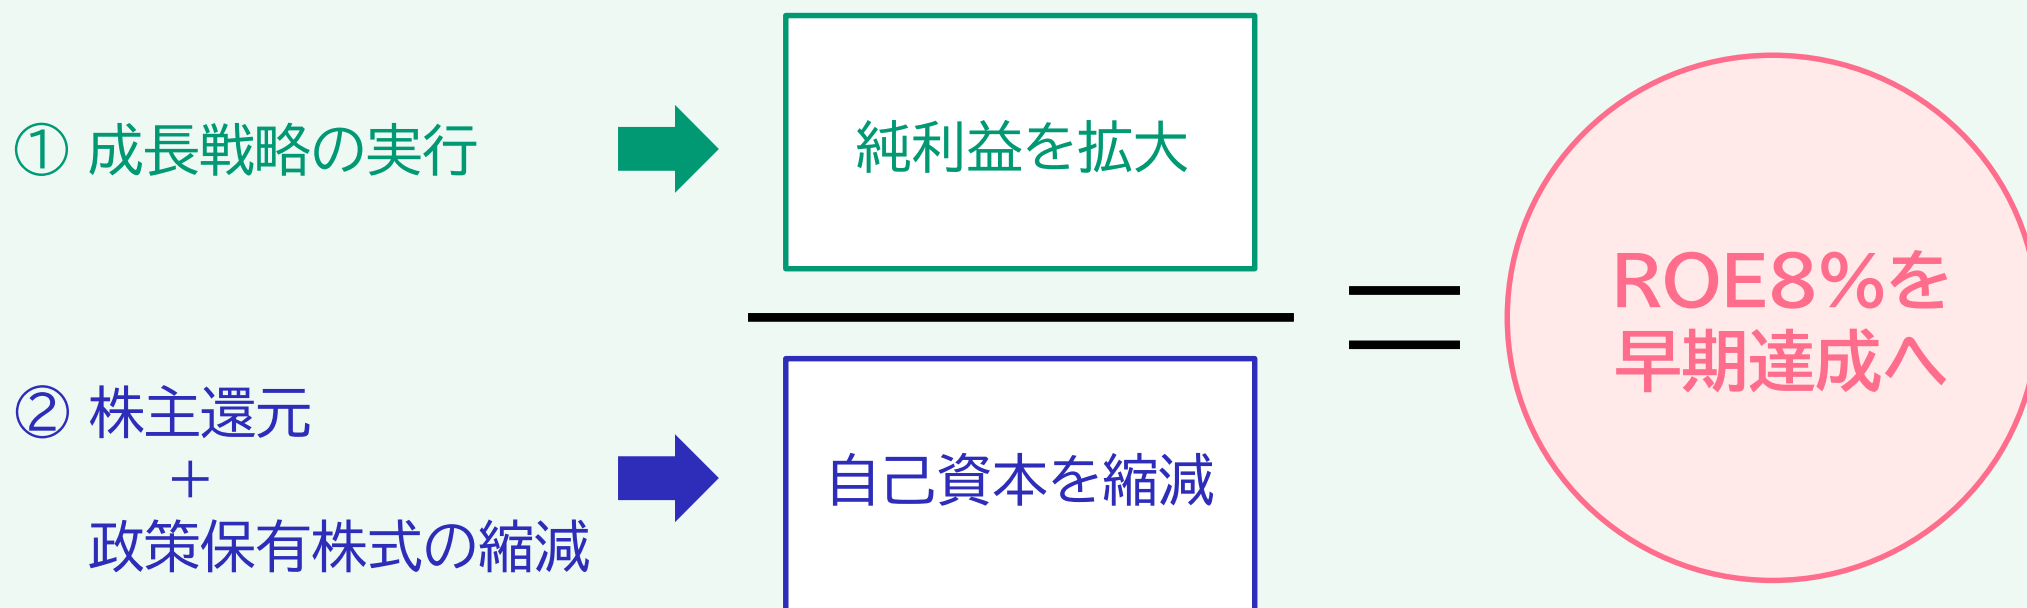 ① 成長戦略の実行
純利益を拡大
② 株主還元
＋
政策保有株式の縮減
自己資本を縮減
ROE8%を
早期達成へ